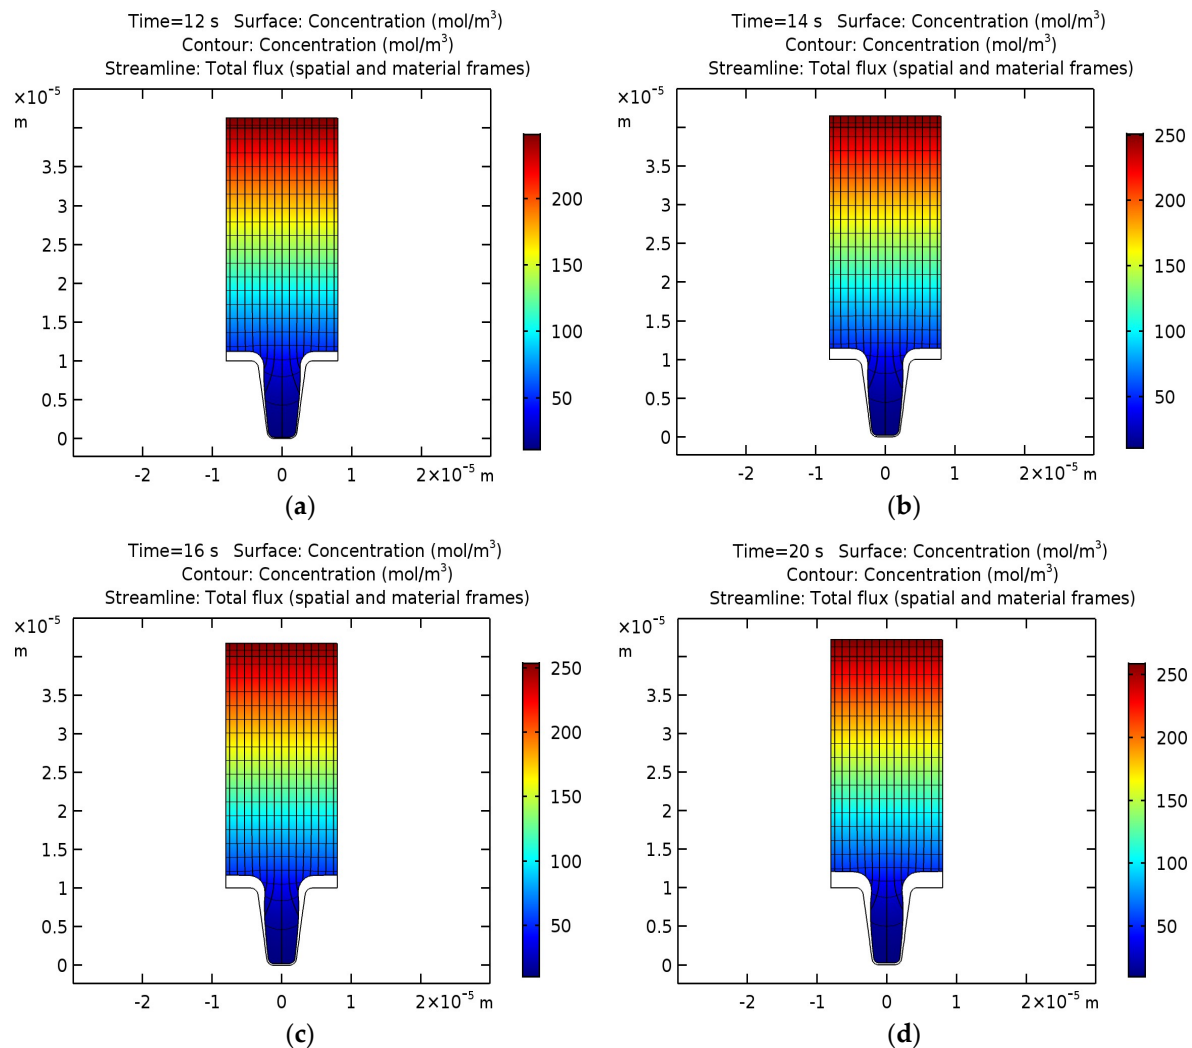 Time=12 s Surface: Concentration (mol/m³)
Contour: Concentration (mol/m³)
Streamline: Total flux (spatial and material frames)
×10⁻⁵
m
3.5
3
2.5
2
1.5
1
0.5
0
-2 -1 0 1 2×10⁻⁵ m
200
150
100
50
(a)
Time=14 s Surface: Concentration (mol/m³)
Contour: Concentration (mol/m³)
Streamline: Total flux (spatial and material frames)
×10⁻⁵
m
3.5
3
2.5
2
1.5
1
0.5
0
-2 -1 0 1 2×10⁻⁵ m
250
200
150
100
50
(b)
Time=16 s Surface: Concentration (mol/m³)
Contour: Concentration (mol/m³)
Streamline: Total flux (spatial and material frames)
×10⁻⁵
m
3.5
3
2.5
2
1.5
1
0.5
0
-2 -1 0 1 2×10⁻⁵ m
250
200
150
100
50
(c)
Time=20 s Surface: Concentration (mol/m³)
Contour: Concentration (mol/m³)
Streamline: Total flux (spatial and material frames)
×10⁻⁵
m
3.5
3
2.5
2
1.5
1
0.5
0
-2 -1 0 1 2×10⁻⁵ m
250
200
150
100
50
(d)